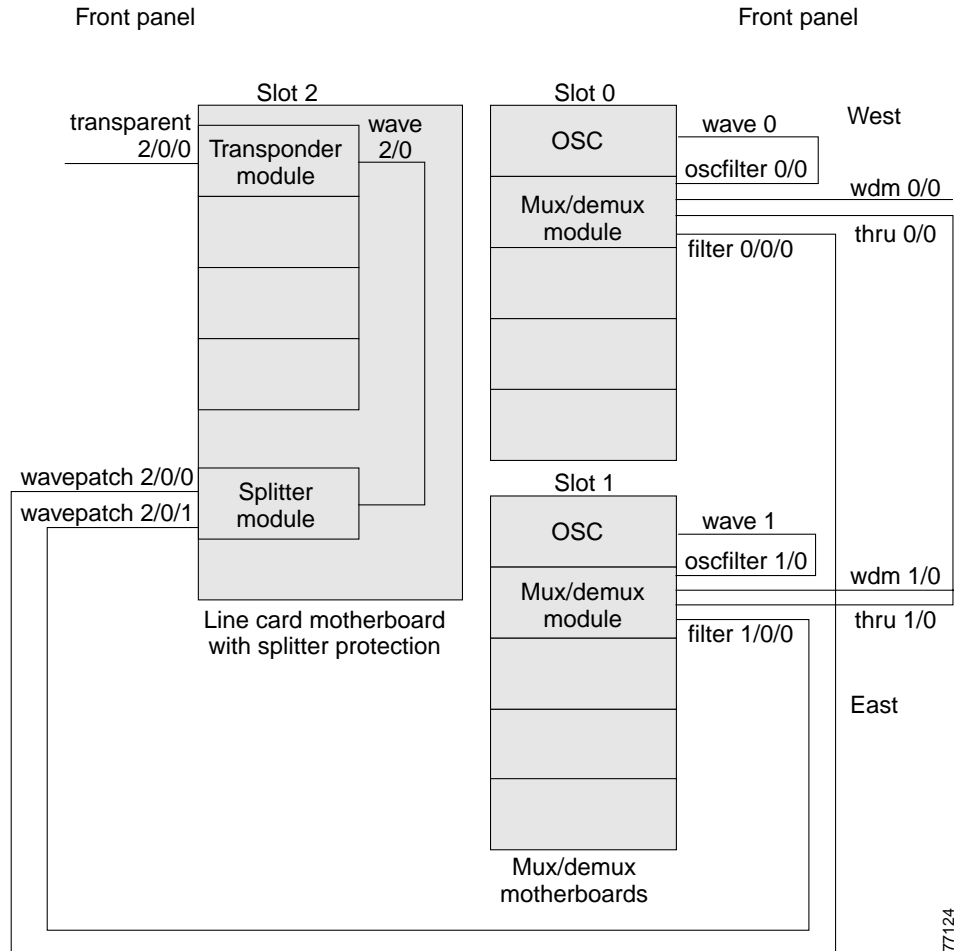 Front panel
Front panel
Slot 2
transparent
2/0/0
Transponder
module
wave
2/0
wavepatch 2/0/0
wavepatch 2/0/1
Splitter
module
Line card motherboard
with splitter protection
Slot 0
OSC
wave 0
West
oscfilter 0/0
Mux/demux
module
wdm 0/0
thru 0/0
filter 0/0/0
Slot 1
OSC
wave 1
oscfilter 1/0
Mux/demux
module
wdm 1/0
thru 1/0
filter 1/0/0
East
Mux/demux
motherboards
77124